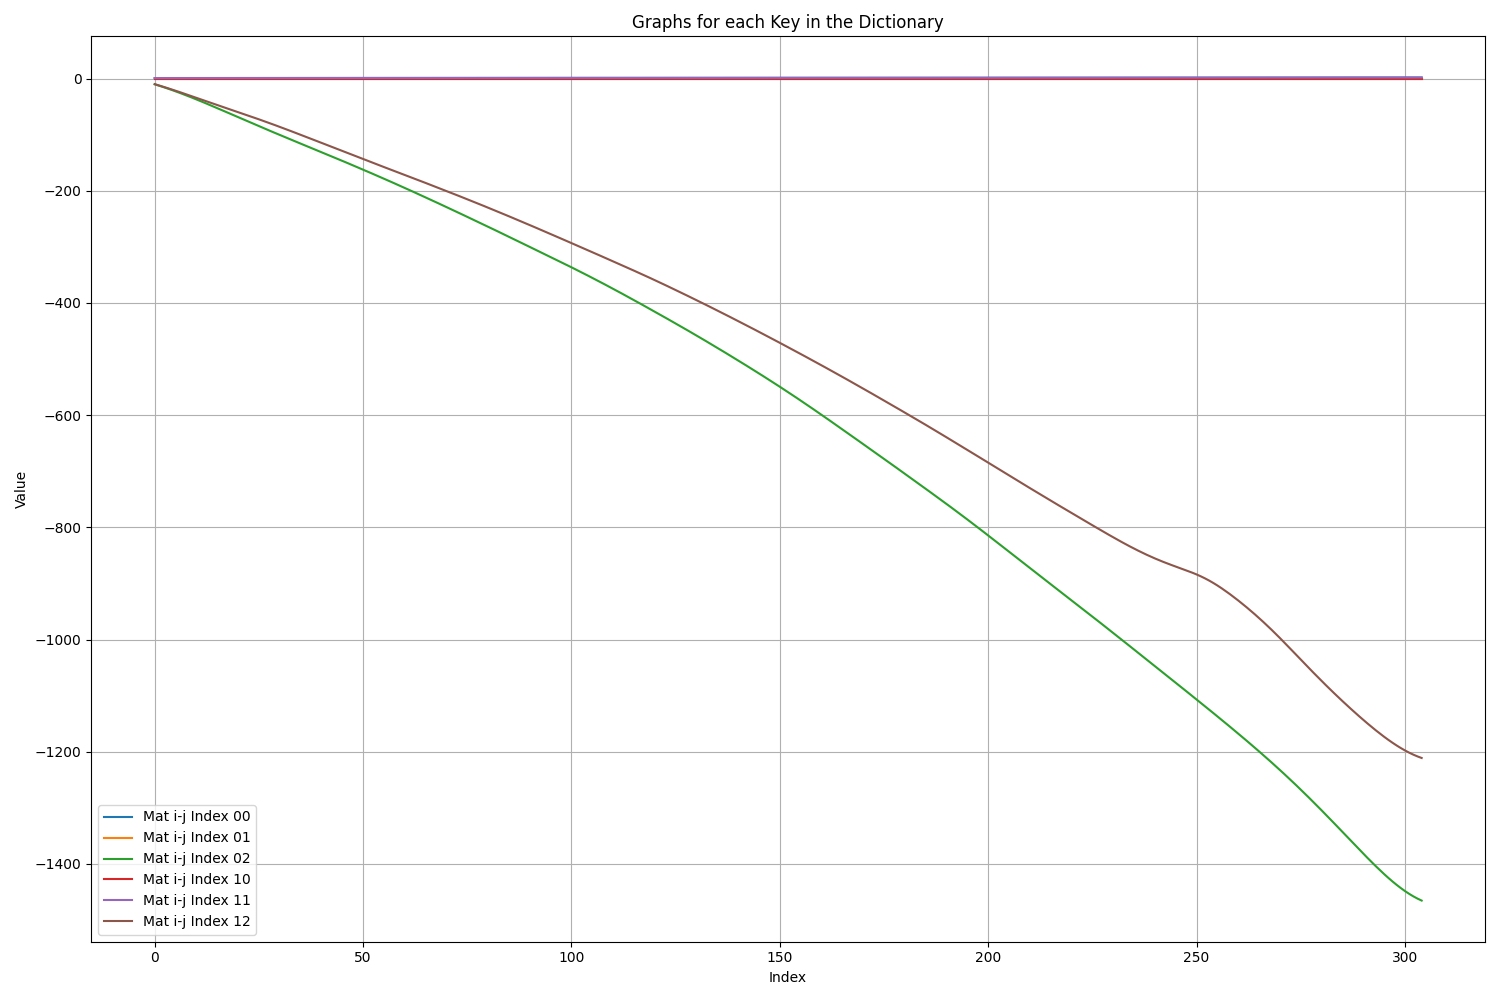 Graphs for each Key in the Dictionary
Value
0
−200
−400
−600
−800
−1000
−1200
−1400
Mat i-j Index 00
Mat i-j Index 01
Mat i-j Index 02
Mat i-j Index 10
Mat i-j Index 11
Mat i-j Index 12
0 50 100 150 200 250 300
Index